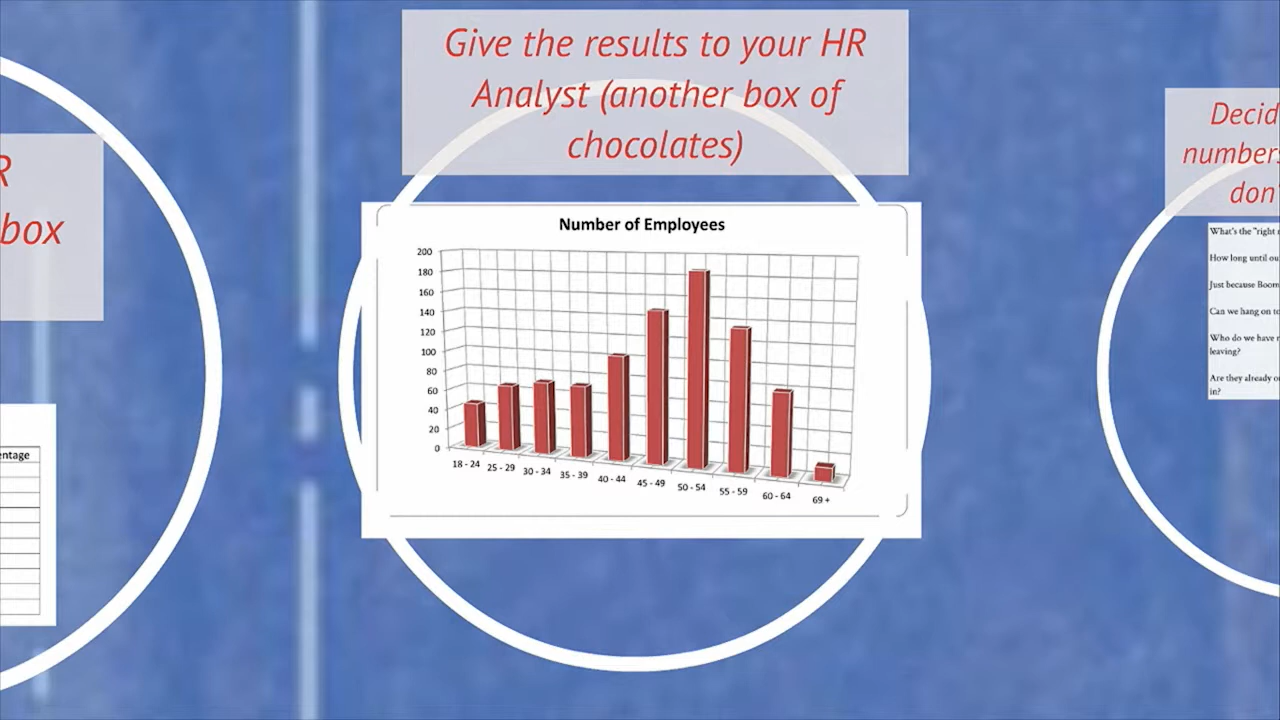 R
box
entage
Give the results to your HR
Analyst (another box of
chocolates)
Number of Employees
200
180
160
140
120
100
80
60
40
20
0
18 - 24
25 - 29
30 - 34
35 - 39
40 - 44
45 - 49
50 - 54
55 - 59
60 - 64
69 +
Decid
numbers
don
What's the "right
How long until ou
Just because Boom
Can we hang on to
Who do we have
leaving?
Are they already o
in?